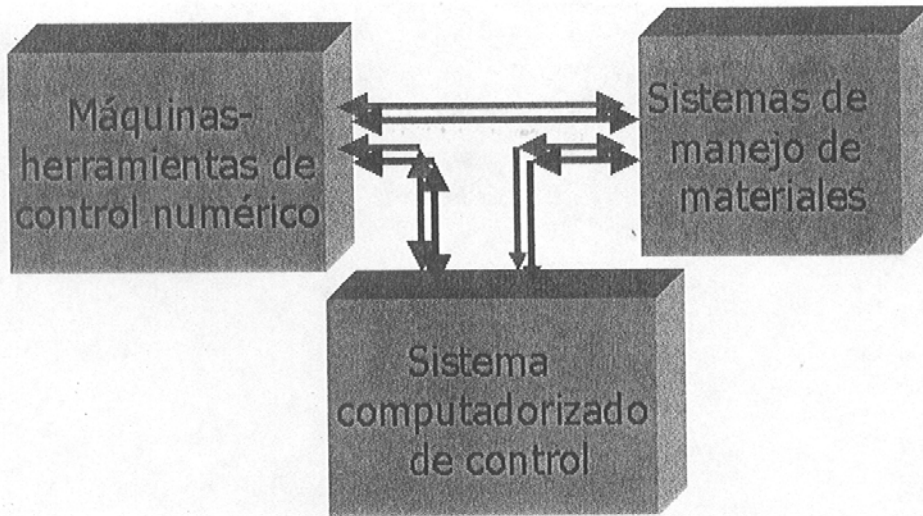 Máquinas-
herramientas de
control numérico
Sistemas de
manejo de
materiales
Sistema
computadorizado
de control